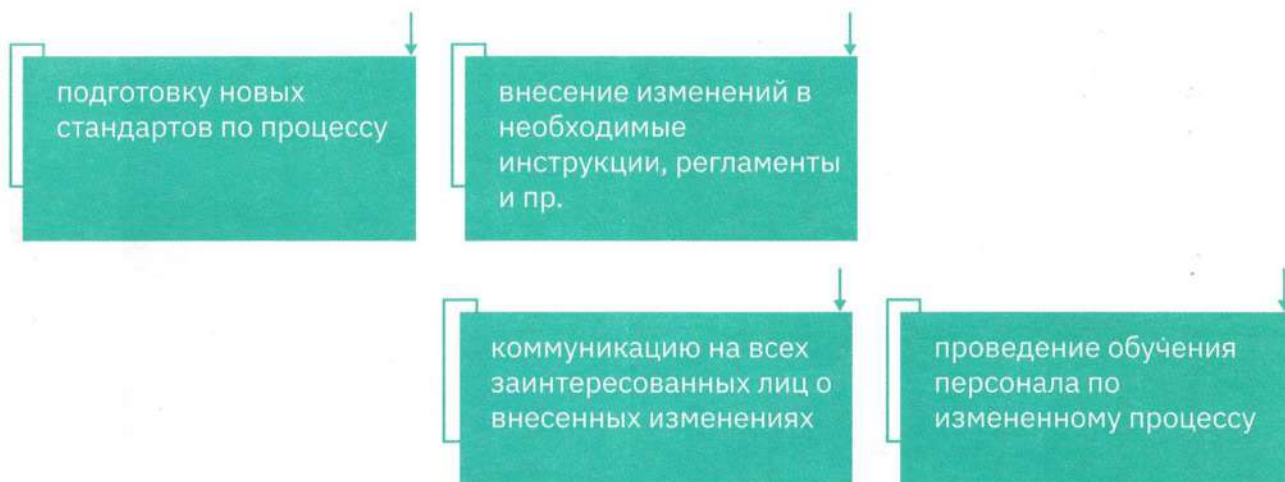 подготовку новых
стандартов по процессу
внесение изменений в
необходимые
инструкции, регламенты
и пр.
коммуникацию на всех
заинтересованных лиц о
внесенных изменениях
проведение обучения
персонала по
измененному процессу